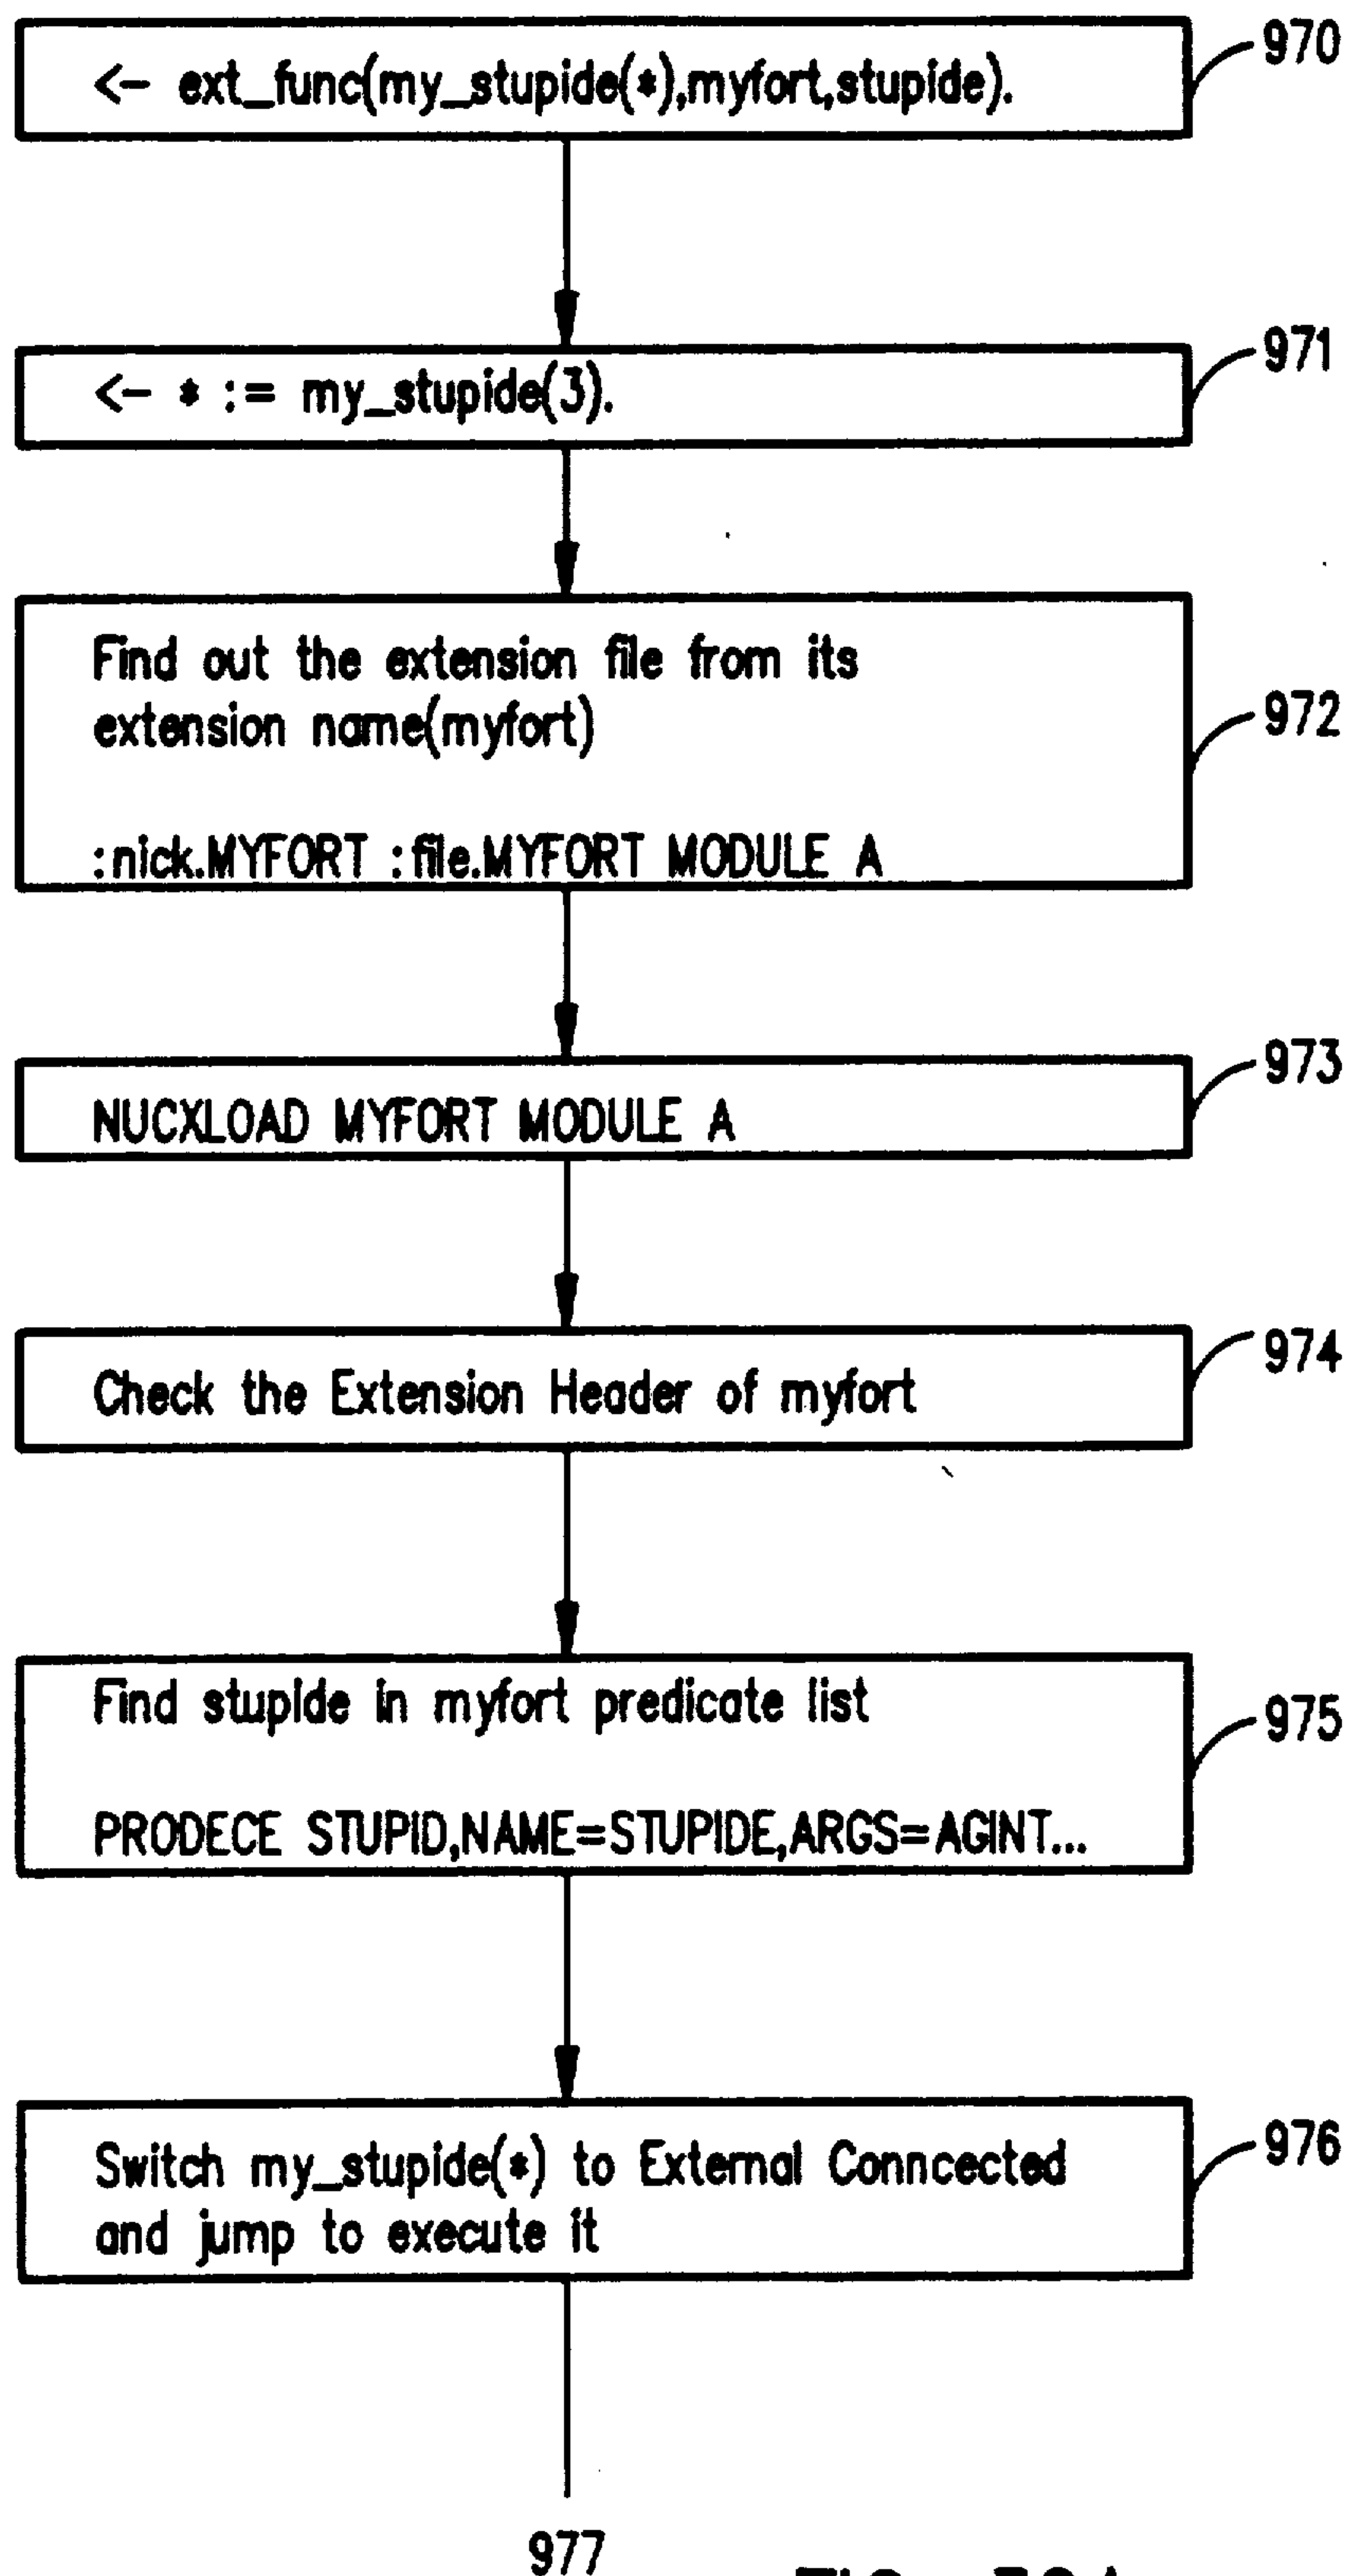 <- ext_func(my_stupide(*),myfort,stupide).
970
<- * := my_stupide(3).
971
Find out the extension file from its
extension name(myfort)
:nick.MYFORT :file.MYFORT MODULE A
972
NUCXLOAD MYFORT MODULE A
973
Check the Extension Header of myfort
974
Find stupide in myfort predicate list
PRODECE STUPID,NAME=STUPIDE,ARGS=AGINT...
975
Switch my_stupide(*) to External Conncected
and jump to execute it
976
977